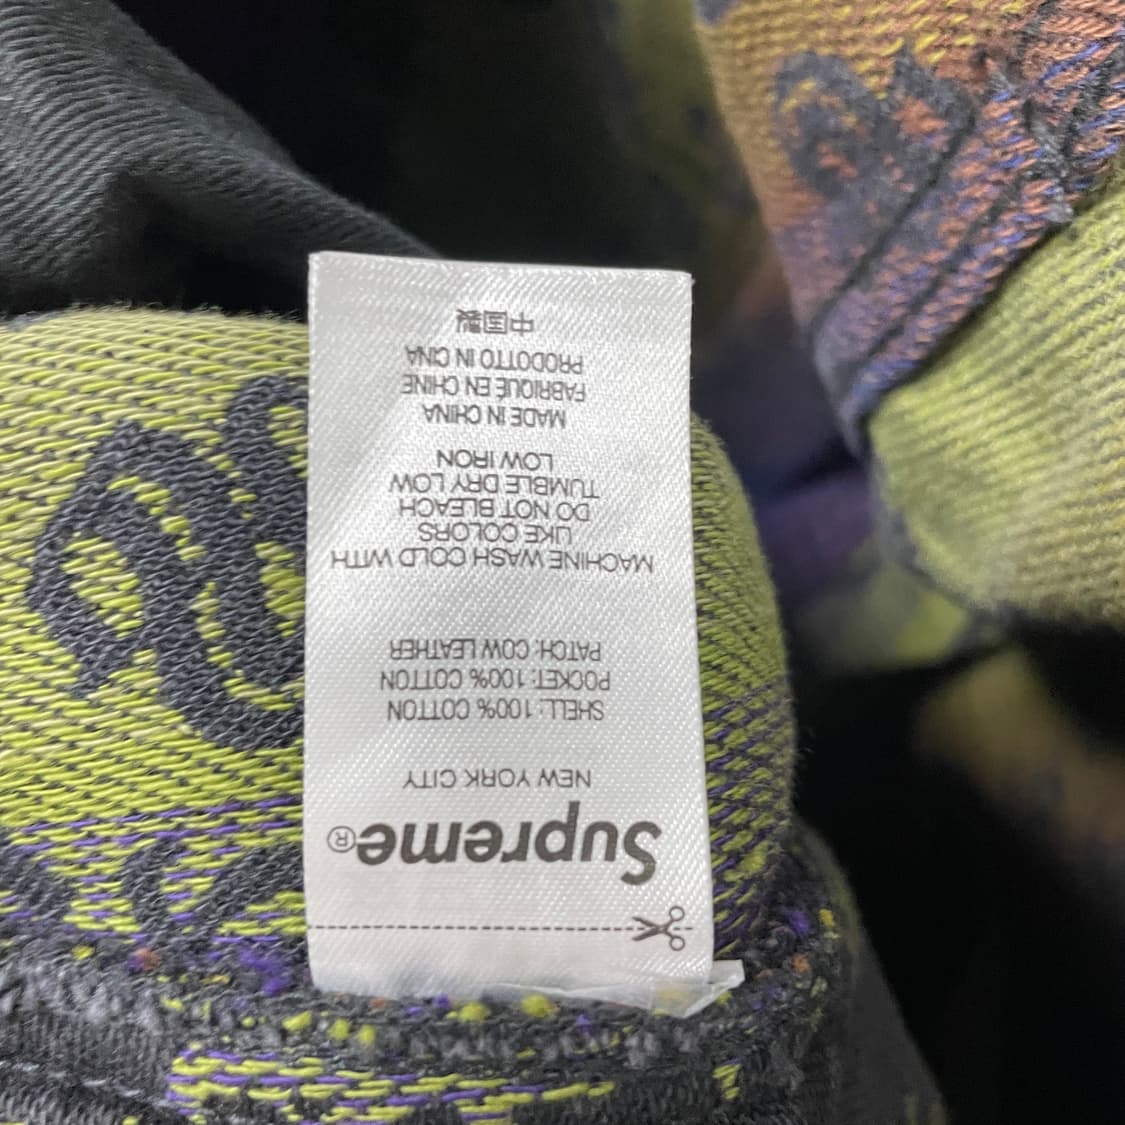 Supreme®
NEW YORK CITY
SHELL: 100% COTTON
POCKET: 100% COTTON
PATCH: COW LEATHER
MACHINE WASH COLD WITH
LIKE COLORS
DO NOT BLEACH
TUMBLE DRY LOW
LOW IRON
MADE IN CHINA
FABRIQUÉ EN CHINE
PRODOTTO IN CINA
中国製